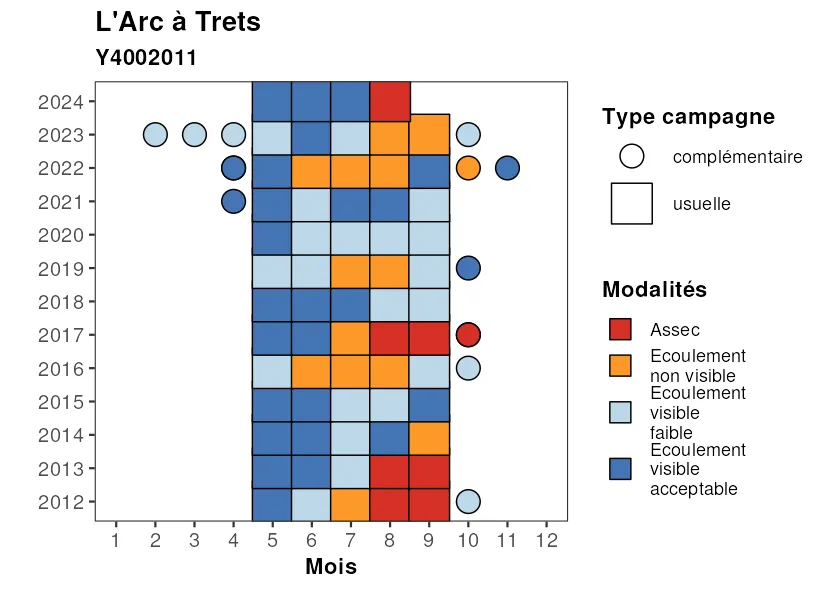 L'Arc à Trets
Y4002011
2024
2023
2022
2021
2020
2019
2018
2017
2016
2015
2014
2013
2012
1 2 3 4 5 6 7 8 9 10 11 12
Mois
Type campagne
complémentaire
usuelle
Modalités
Assec
Ecoulement
non visible
Ecoulement
visible
faible
Ecoulement
visible
acceptable